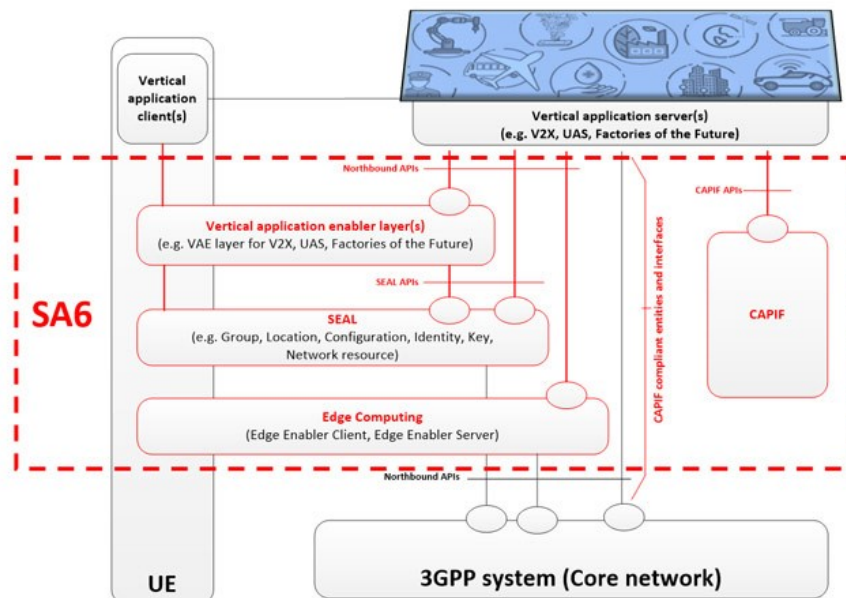 Vertical
application
client(s)
Vertical application server(s)
(e.g. V2X, UAS, Factories of the Future)
Northbound APIs
CAPIF APIs
Vertical application enabler layer(s)
(e.g. VAE layer for V2X, UAS, Factories of the Future)
SEAL APIs
SA6
SEAL
(e.g. Group, Location, Configuration, Identity, Key,
Network resource)
CAPIF compliant entities and interfaces
CAPIF
Edge Computing
(Edge Enabler Client, Edge Enabler Server)
Northbound APIs
UE
3GPP system (Core network)